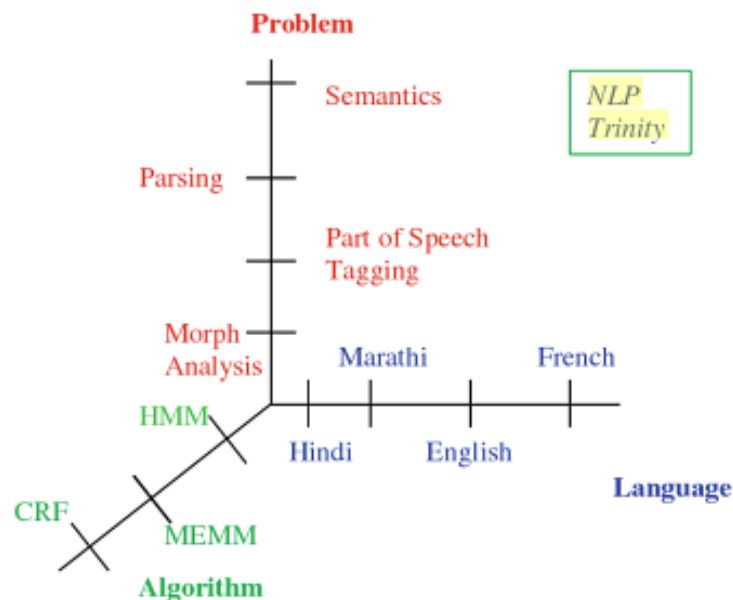 Problem
Semantics
NLP
Trinity
Parsing
Part of Speech
Tagging
Morph
Analysis
Marathi
French
HMM
Hindi
English
Language
CRF
MEMM
Algorithm